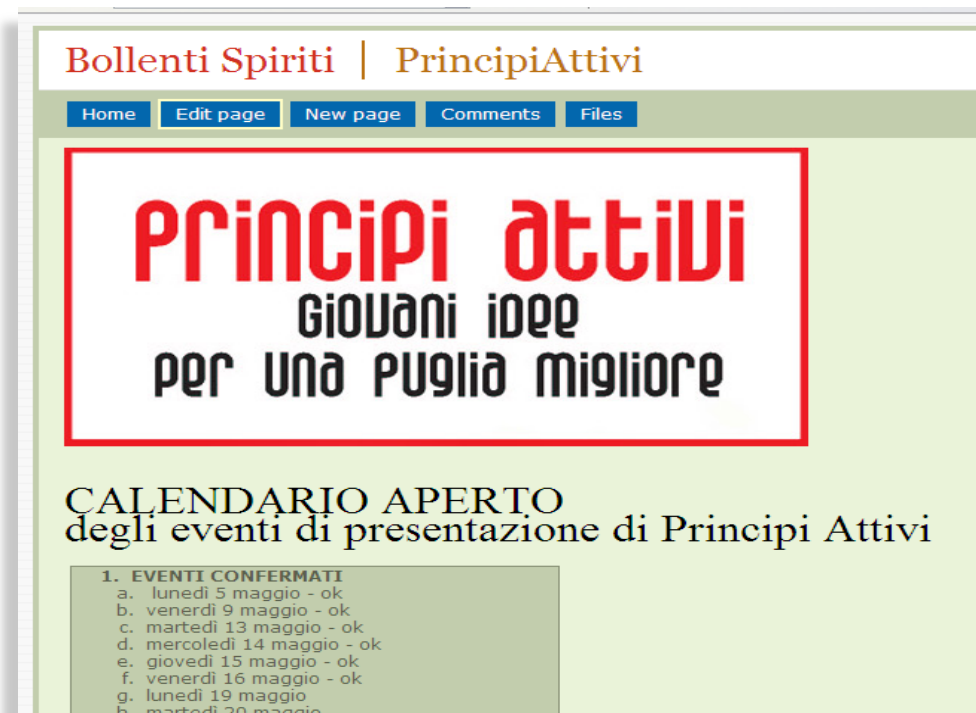 Bollenti Spiriti | PrincipiAttivi
Home Edit page New page Comments Files
Principi attivi
Giovani idee
per una Puglia migliore
CALENDARIO APERTO
degli eventi di presentazione di Principi Attivi
1. EVENTI CONFERMATI
a. lunedì 5 maggio - ok
b. venerdì 9 maggio - ok
c. martedì 13 maggio - ok
d. mercoledì 14 maggio - ok
e. giovedì 15 maggio - ok
f. venerdì 16 maggio - ok
g. lunedì 19 maggio
h. martedì 20 maggio